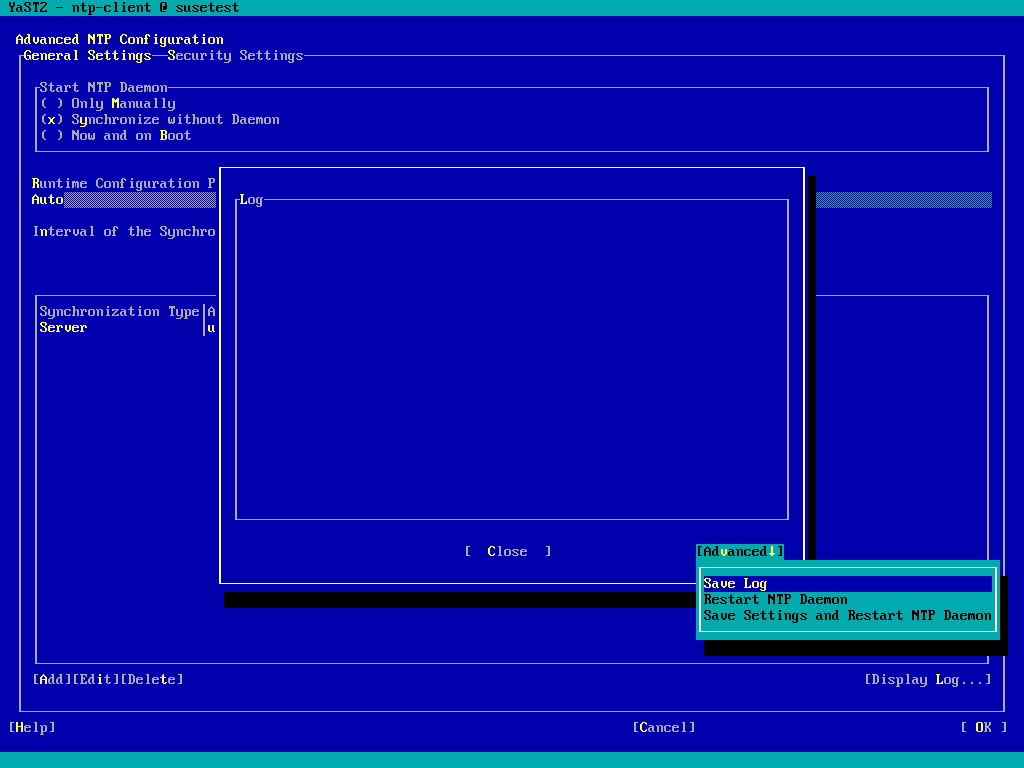 YaST2 - ntp-client @ susetest
Advanced NTP Configuration
General Settings Security Settings
Start NTP Daemon
( ) Only Manually
(x) Synchronize without Daemon
( ) Now and on Boot
Runtime Configuration P
Auto
Interval of the Synchro
Log
Synchronization Type|A
Server |u
[ Close ] [Advanced↓]
Save Log
Restart NTP Daemon
Save Settings and Restart NTP Daemon
[Add][Edit][Delete] [Display Log...]
[Help] [Cancel] [ OK ]